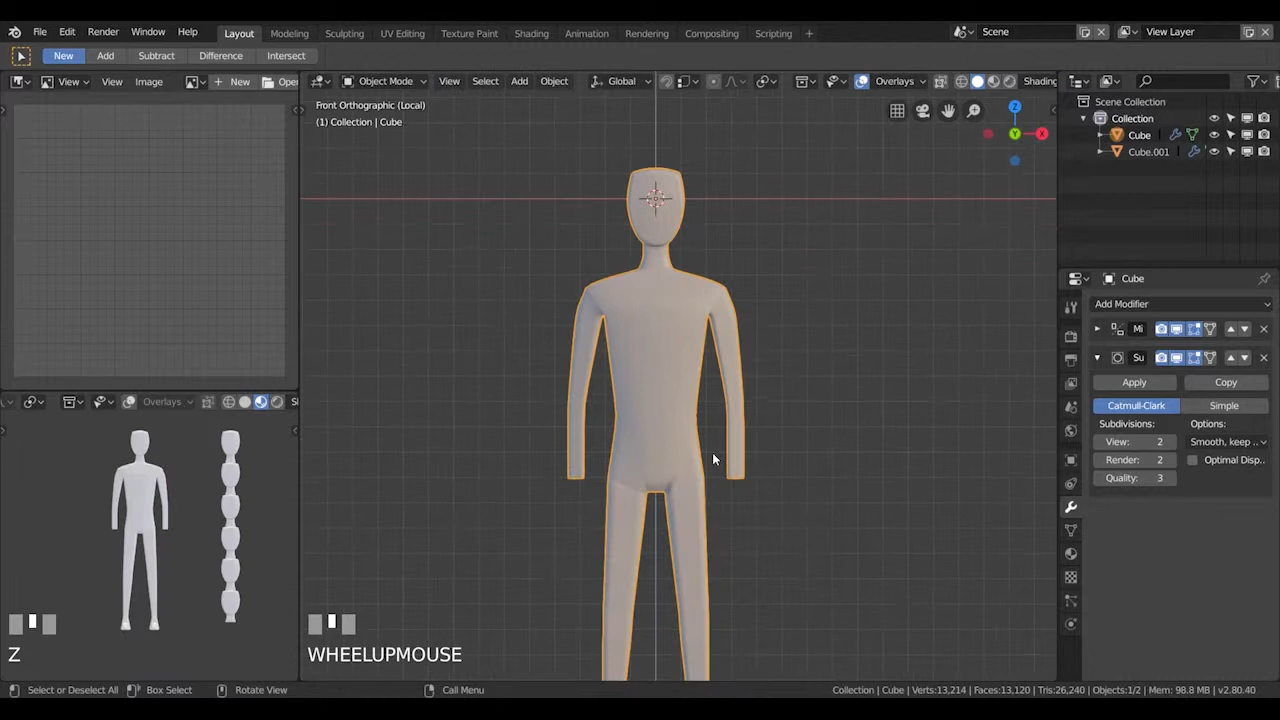 File Edit Render Window Help Layout Modeling Sculpting UV Editing Texture Paint Shading Animation Rendering Compositing Scripting + Scene View Layer
New Add Subtract Difference Intersect
View View Image New Open Object Mode View Select Add Object Global Overlays Shading
Front Orthographic (Local)
(1) Collection | Cube
Z
X
Y
Scene Collection
Collection
Cube
Cube.001
Cube
Add Modifier
Mi
Su
Apply Copy
Catmull-Clark Simple
Subdivisions: Options:
View: 2 Smooth, keep ..
Render: 2 Optimal Disp..
Quality: 3
Overlays
Z
WHEELUPMOUSE
Select or Deselect All Box Select Rotate View Call Menu Collection | Cube | Verts:13,214 | Faces:13,120 | Tris:26,240 | Objects:1/2 | Mem: 98.8 MB | v2.80.40